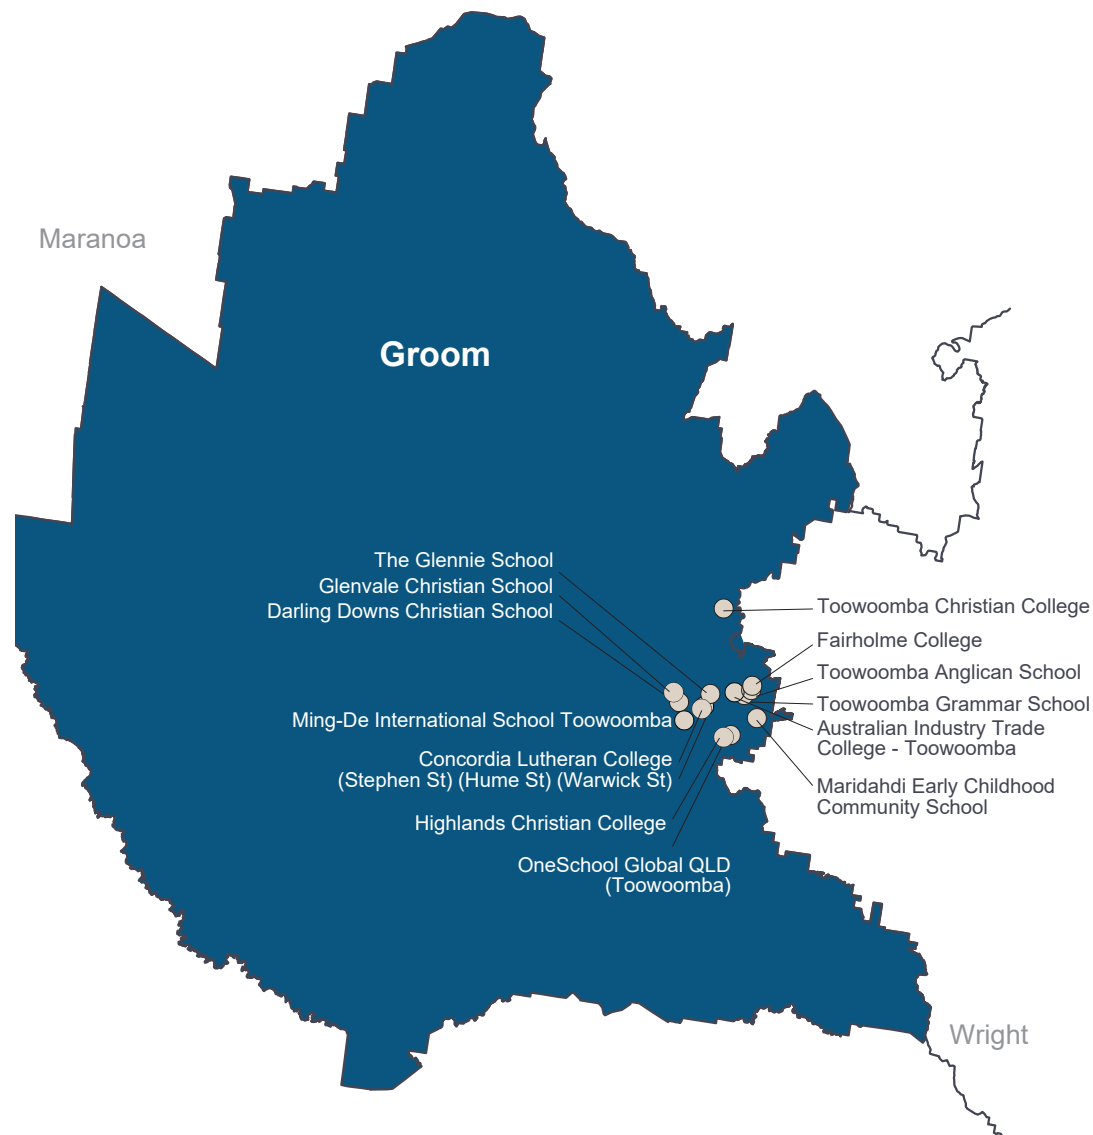 Maranoa
Groom
The Glennie School
Glenvale Christian School
Darling Downs Christian School
Toowoomba Christian College
Fairholme College
Toowoomba Anglican School
Toowoomba Grammar School
Australian Industry Trade
College - Toowoomba
Ming-De International School Toowoomba
Concordia Lutheran College
(Stephen St) (Hume St) (Warwick St)
Maridahdi Early Childhood
Community School
Highlands Christian College
OneSchool Global QLD
(Toowoomba)
Wright